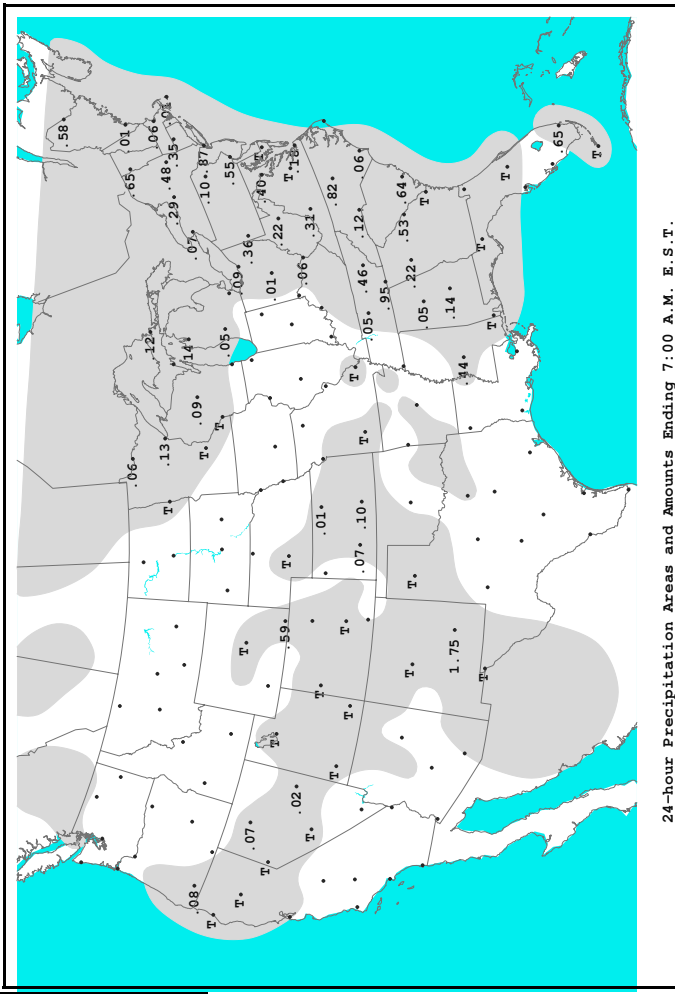 .58
.01
.65
.06
.12
.06
.13
.01
.48
T
.35
.29
.14
.07
.08
.09
.87
T
.10
T
T
.05
.55
.09
T
T
.36
.07
T
.40
T
.01
T
.22
.59
T
T
.18
.02
.06
.31
T
T
.01
.82
T
T
T
T
.12
.07
.06
.10
.46
T
.05
.95
.64
.53
T
.22
T
.05
T
.14
1.75
.44
T
T
T
T
.65
T
24-hour Precipitation Areas and Amounts Ending 7:00 A.M. E.S.T.